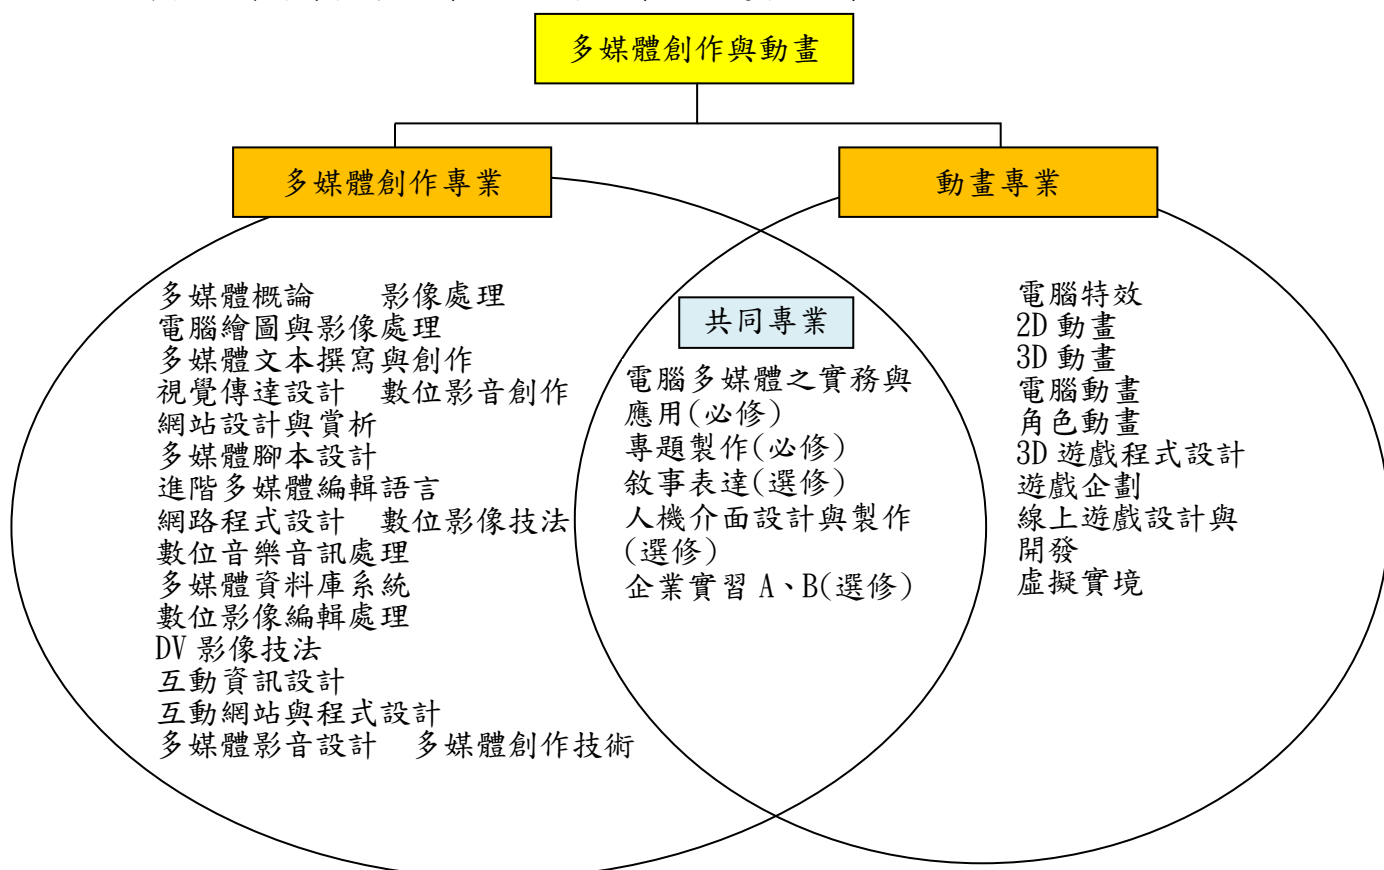 多媒體創作與動畫
多媒體創作專業
動畫專業
多媒體概論 影像處理
電腦繪圖與影像處理
多媒體文本撰寫與創作
視覺傳達設計 數位影音創作
網站設計與賞析
多媒體腳本設計
進階多媒體編輯語言
網路程式設計 數位影像技法
數位音樂音訊處理
多媒體資料庫系統
數位影像編輯處理
DV 影像技法
互動資訊設計
互動網站與程式設計
多媒體影音設計 多媒體創作技術
共同專業
電腦多媒體之實務與
應用(必修)
專題製作(必修)
敘事表達(選修)
人機介面設計與製作
(選修)
企業實習 A、B(選修)
電腦特效
2D 動畫
3D 動畫
電腦動畫
角色動畫
3D 遊戲程式設計
遊戲企劃
線上遊戲設計與
開發
虛擬實境